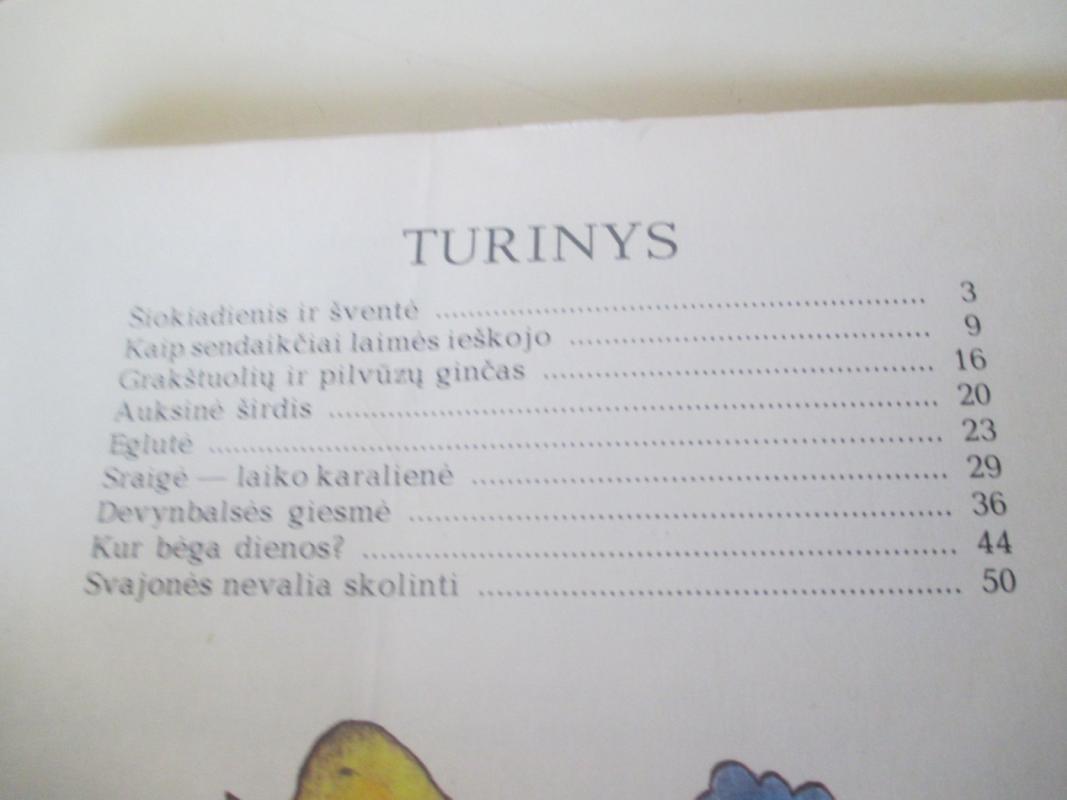 TURINYS
Šiokiadienis ir šventė ........................................................ 3
Kaip sendaikčiai laimės ieškojo ........................................ 9
Grakštuolių ir pilvūzų ginčas ........................................... 16
Auksinė širdis .................................................................. 20
Eglutė ................................................................................ 23
Sraigė — laiko karalienė .................................................. 29
Devynbalsės giesmė ......................................................... 36
Kur bėga dienos? .............................................................. 44
Svajonės nevalia skolinti ................................................. 50